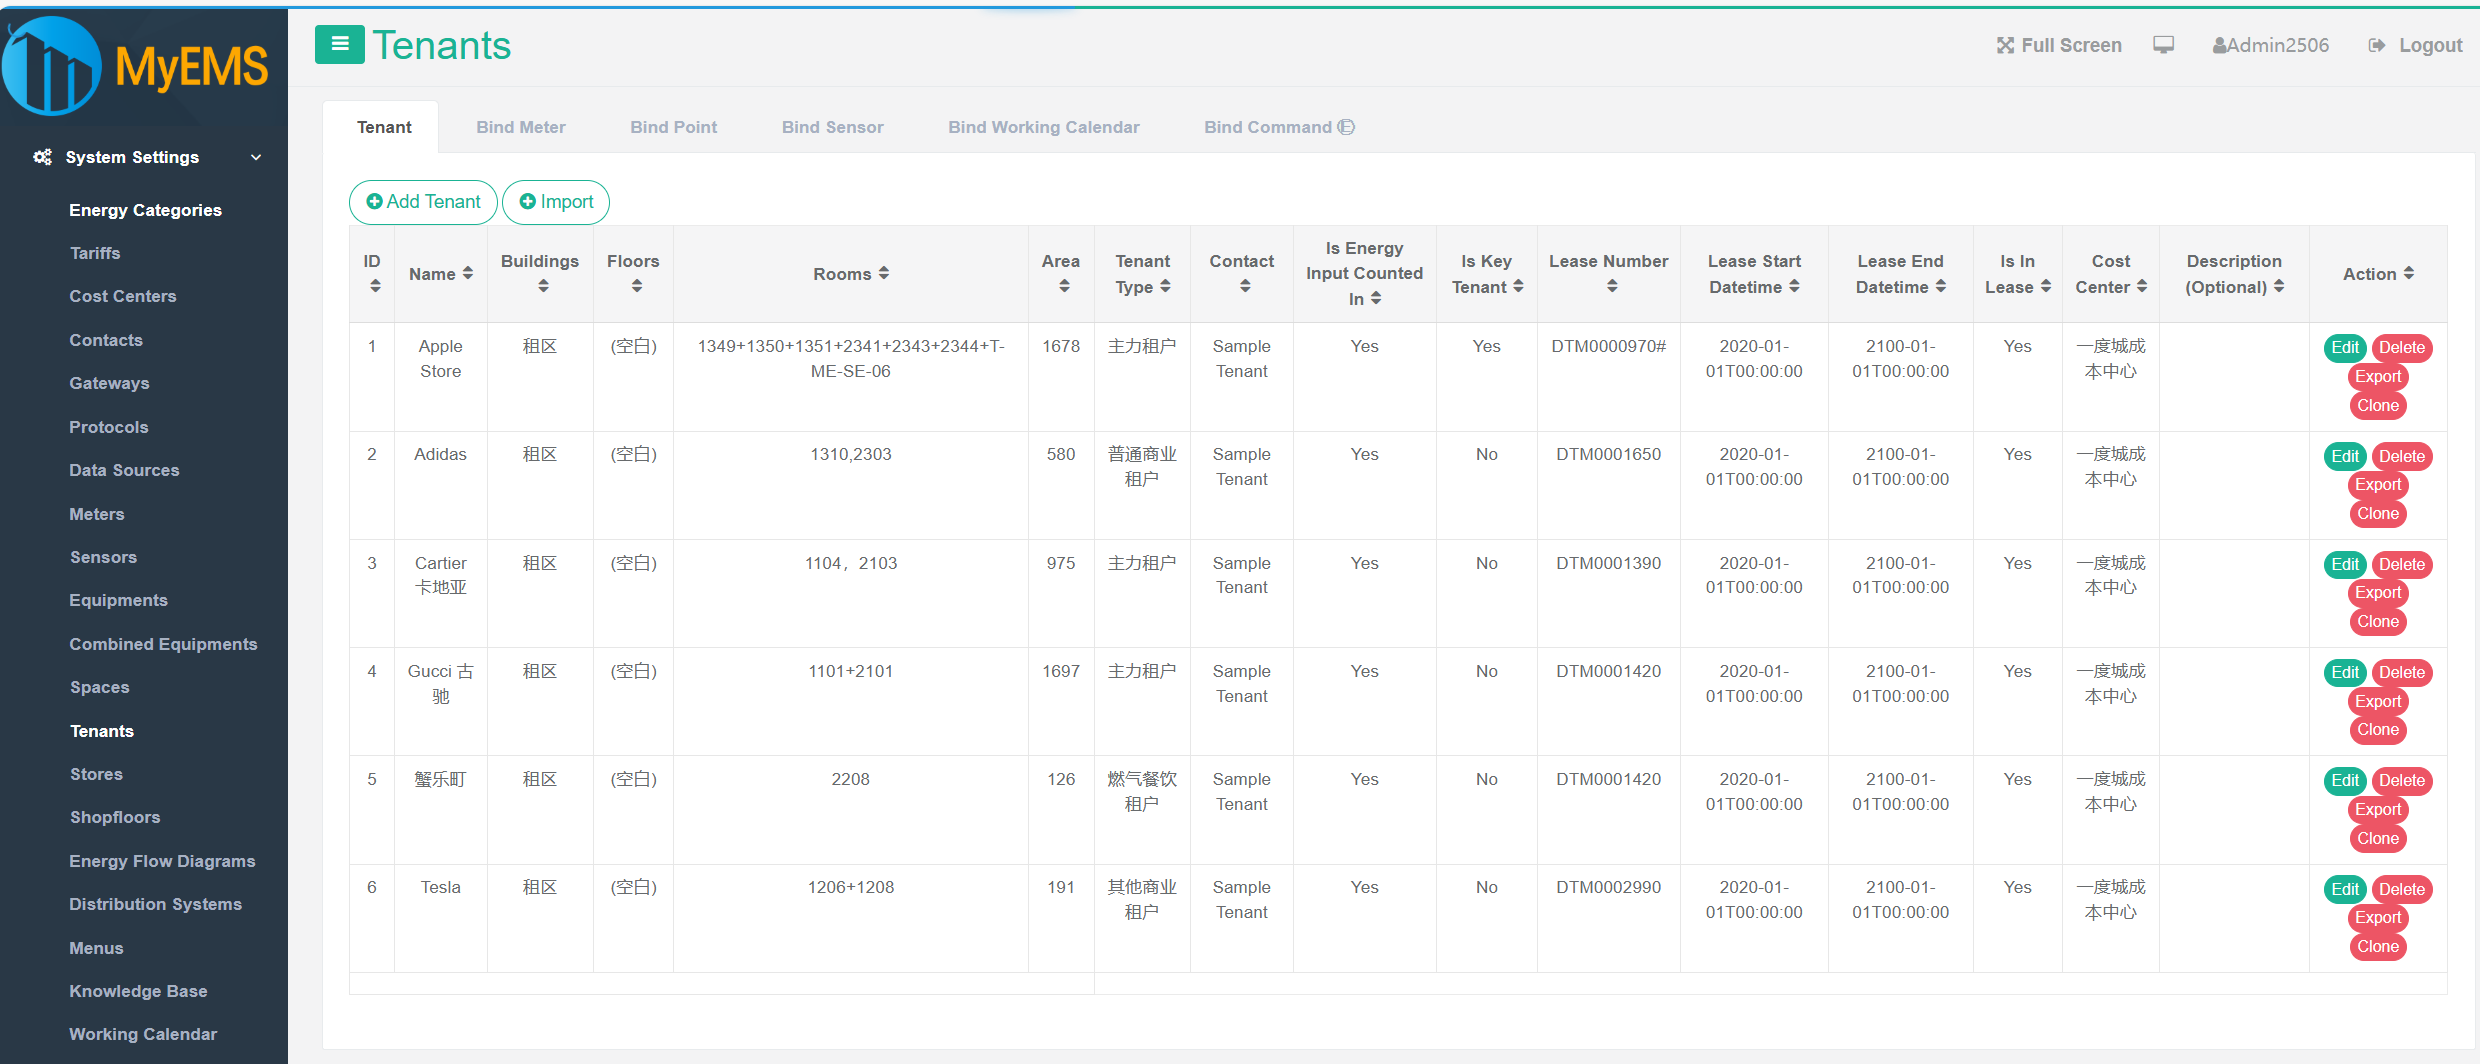 MyEMS
Tenants
Full Screen
Admin2506
Logout
System Settings
Energy Categories
Tariffs
Cost Centers
Contacts
Gateways
Protocols
Data Sources
Meters
Sensors
Equipments
Combined Equipments
Spaces
Tenants
Stores
Shopfloors
Energy Flow Diagrams
Distribution Systems
Menus
Knowledge Base
Working Calendar
Tenant Bind Meter Bind Point Bind Sensor Bind Working Calendar Bind Command Ⓔ
Add Tenant Import
ID Name Buildings Floors Rooms Area Tenant Type Contact Is Energy Input Counted In Is Key Tenant Lease Number Lease Start Datetime Lease End Datetime Is In Lease Cost Center Description (Optional) Action
1 Apple Store 租区 (空白) 1349+1350+1351+2341+2343+2344+T-ME-SE-06 1678 主力租户 Sample Tenant Yes Yes DTM0000970# 2020-01-01T00:00:00 2100-01-01T00:00:00 Yes 一度城成本中心 Edit Delete Export Clone
2 Adidas 租区 (空白) 1310,2303 580 普通商业租户 Sample Tenant Yes No DTM0001650 2020-01-01T00:00:00 2100-01-01T00:00:00 Yes 一度城成本中心 Edit Delete Export Clone
3 Cartier 卡地亚 租区 (空白) 1104，2103 975 主力租户 Sample Tenant Yes No DTM0001390 2020-01-01T00:00:00 2100-01-01T00:00:00 Yes 一度城成本中心 Edit Delete Export Clone
4 Gucci 古驰 租区 (空白) 1101+2101 1697 主力租户 Sample Tenant Yes No DTM0001420 2020-01-01T00:00:00 2100-01-01T00:00:00 Yes 一度城成本中心 Edit Delete Export Clone
5 蟹乐町 租区 (空白) 2208 126 燃气餐饮租户 Sample Tenant Yes No DTM0001420 2020-01-01T00:00:00 2100-01-01T00:00:00 Yes 一度城成本中心 Edit Delete Export Clone
6 Tesla 租区 (空白) 1206+1208 191 其他商业租户 Sample Tenant Yes No DTM0002990 2020-01-01T00:00:00 2100-01-01T00:00:00 Yes 一度城成本中心 Edit Delete Export Clone